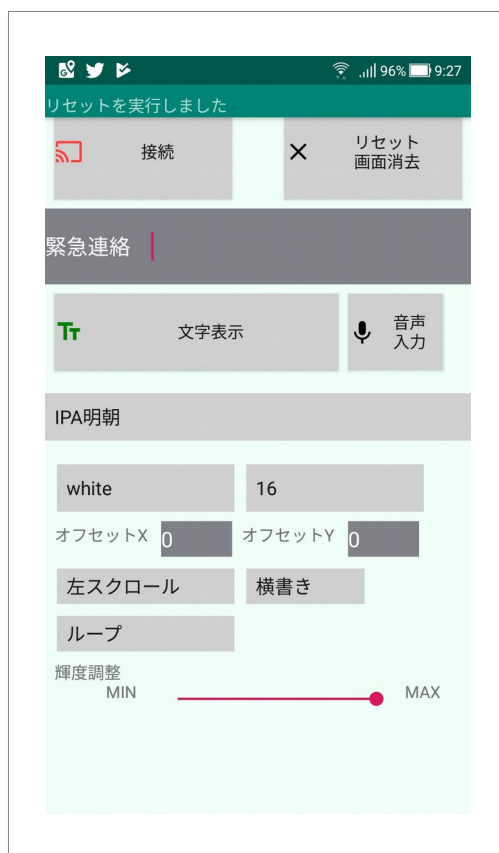 96% 9:27
リセットを実行しました
接続
リセット
画面消去
緊急連絡
文字表示
音声
入力
IPA明朝
white
16
オフセットX 0 オフセットY 0
左スクロール
横書き
ループ
輝度調整
MIN
MAX